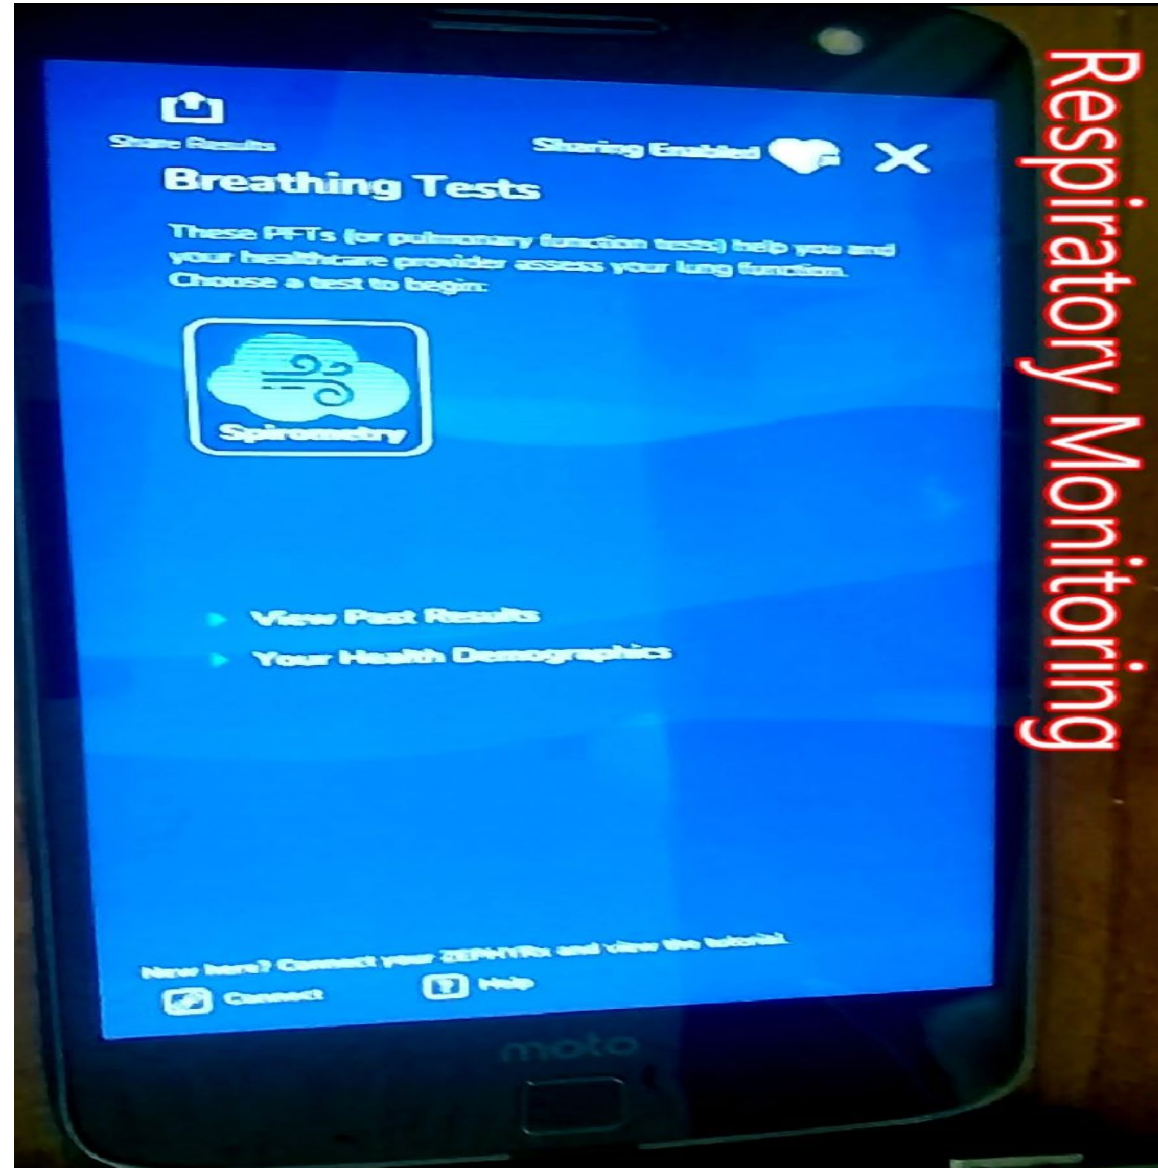 Share Results
Sharing Enabled
Breathing Tests
These PFTs (or pulmonary function tests) help you and
your healthcare provider assess your lung function.
Choose a test to begin:
Spirometry
View Past Results
Your Health Demographics
New here? Connect your ZEPHYRx and view the tutorial.
Connect
Help
moto
Respiratory Monitoring